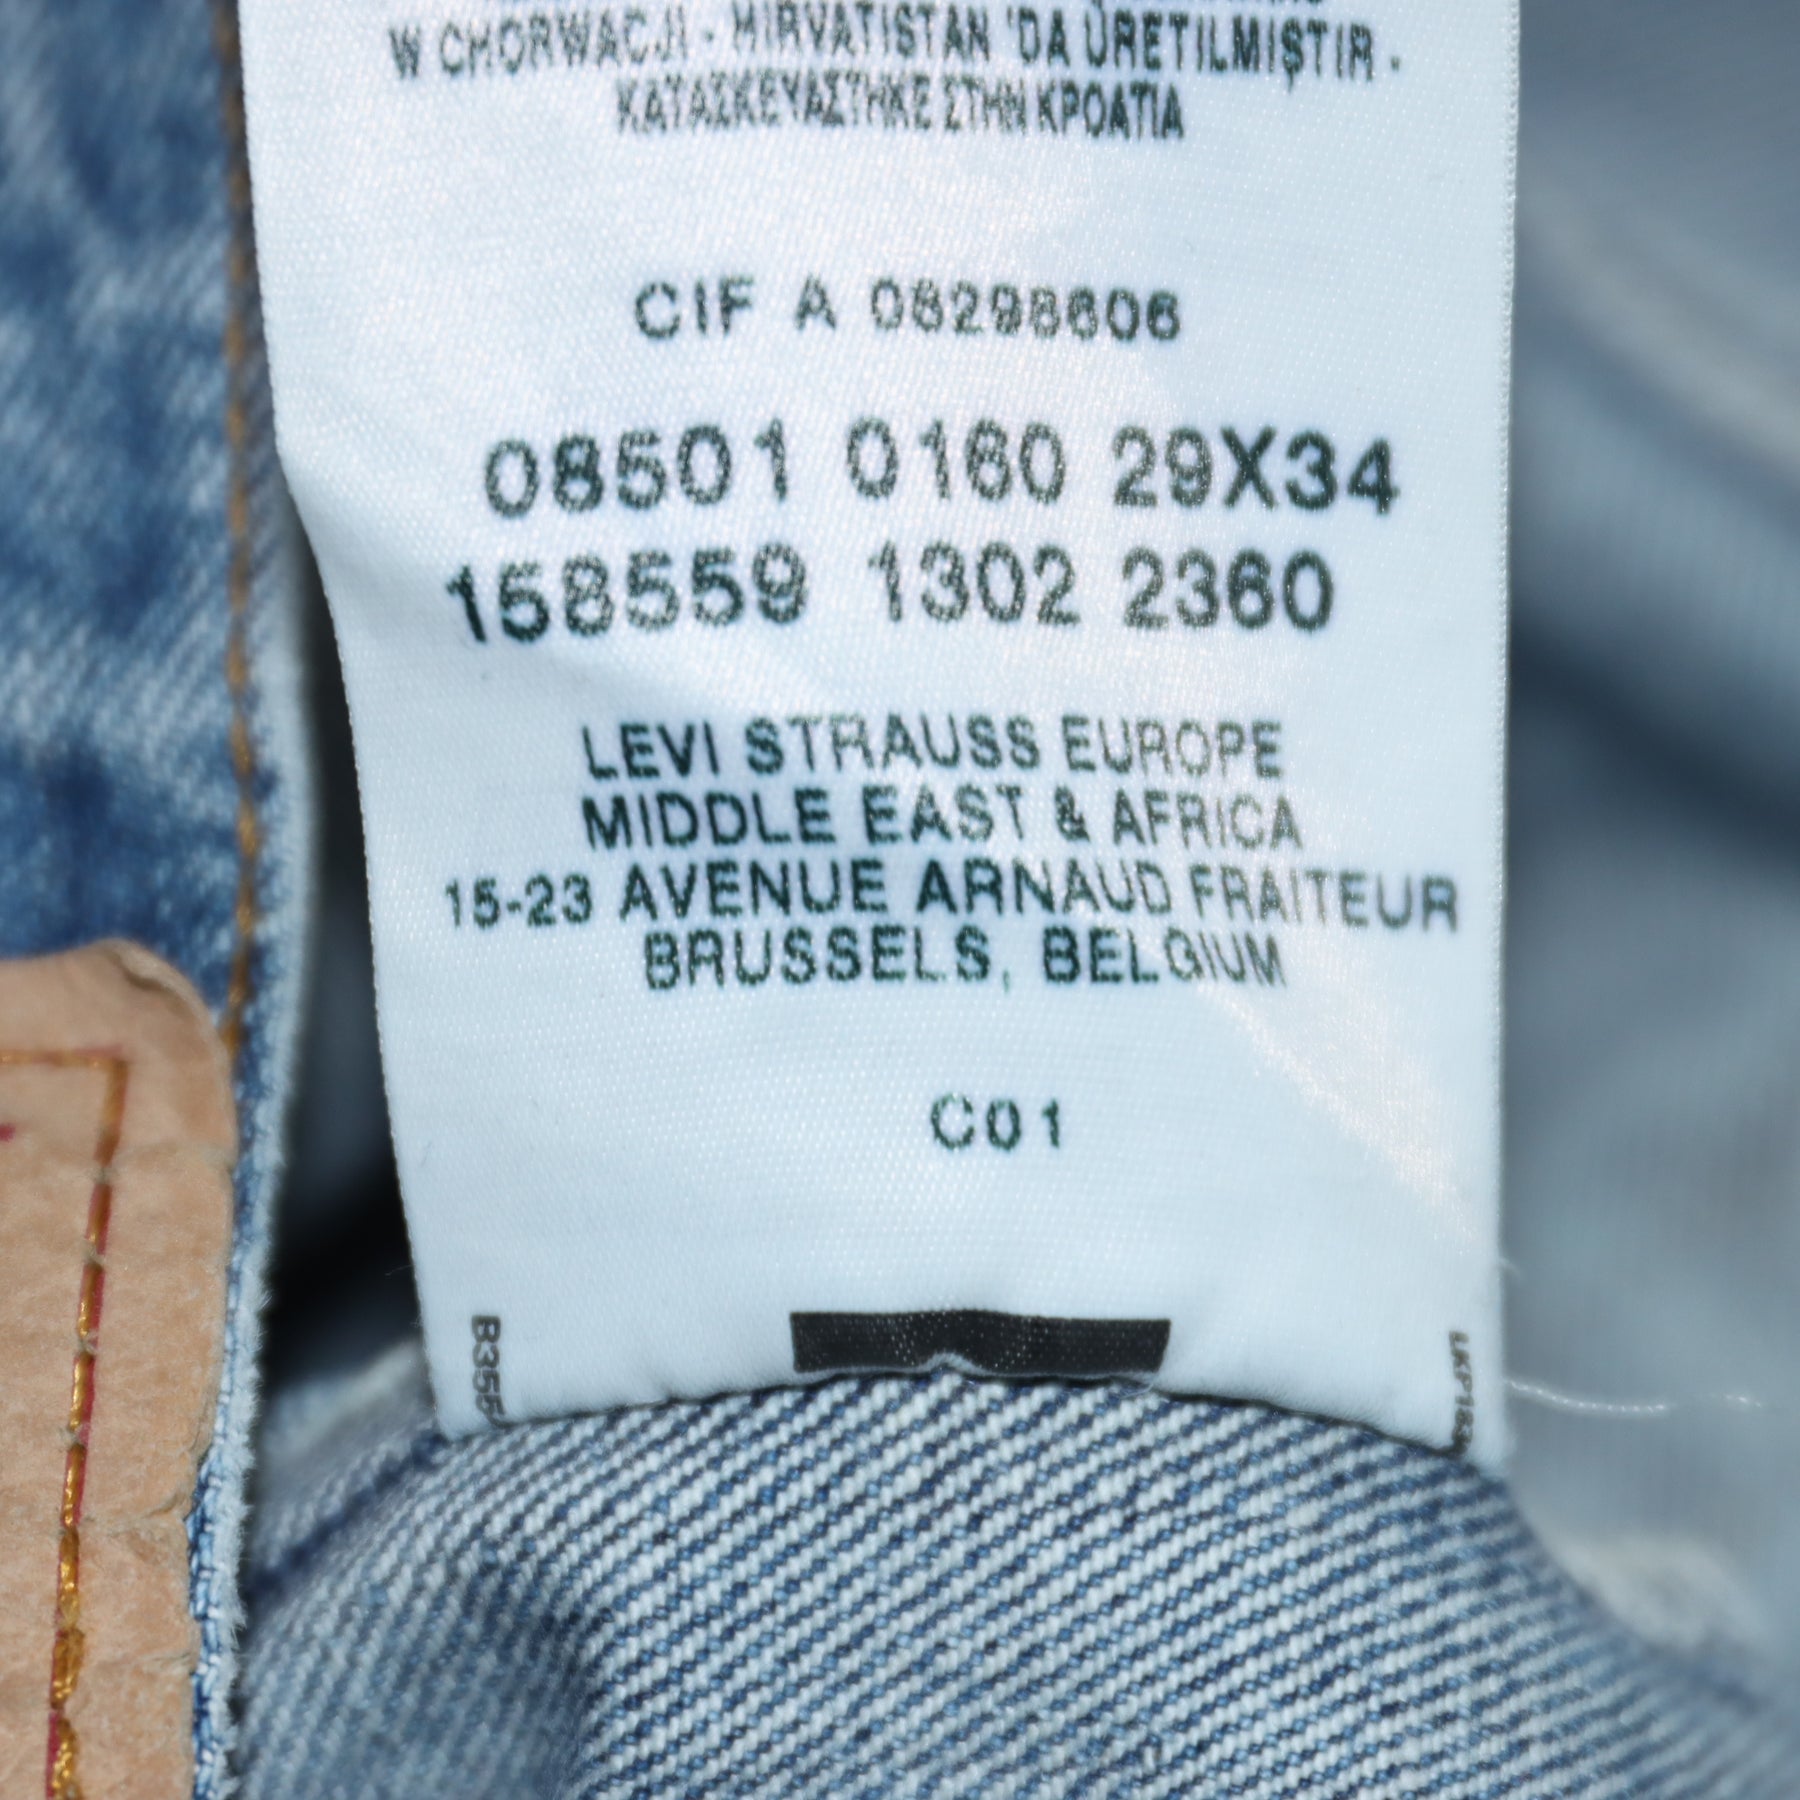 W CHORWACJI - HIRVATISTAN 'DA ÜRETILMIŞTIR -
ΚΑΤΑΣΚΕΥΑΣΤΗΚΕ ΣΤΗΝ ΚΡΟΑΤΙΑ
CIF A 08298606
08501 0160 29X34
158559 1302 2360
LEVI STRAUSS EUROPE
MIDDLE EAST & AFRICA
15-23 AVENUE ARNAUD FRAITEUR
BRUSSELS, BELGIUM
C01